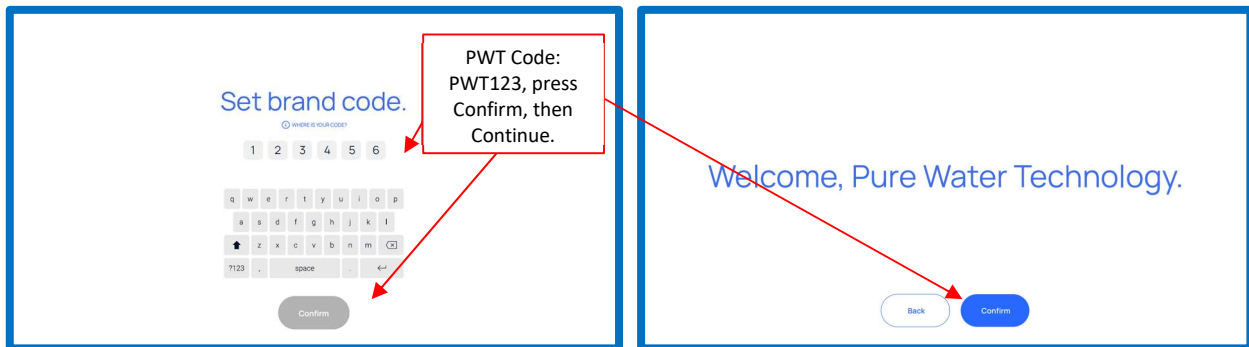 Set brand code.
WHERE IS YOUR CODE?
1 2 3 4 5 6
q w e r t y u i o p
a s d f g h j k l
z x c v b n m
?123 , space .
Confirm
PWT Code:
PWT123, press
Confirm, then
Continue.
Welcome, Pure Water Technology.
Back Confirm